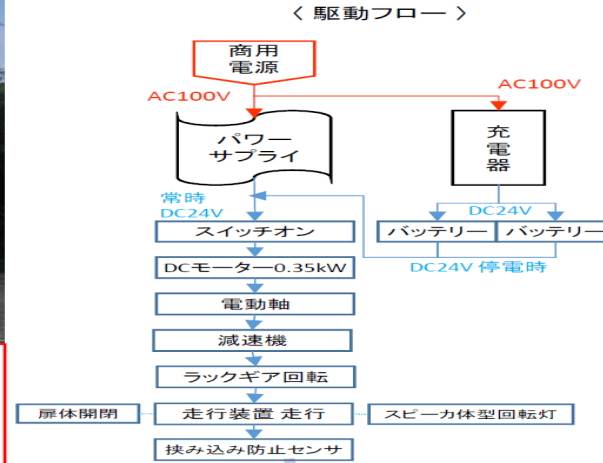 〈 駆動フロー 〉
商用
電源
AC100V
AC100V
パワー
サプライ
充
電
器
常時
DC24V
DC24V
スイッチオン
バッテリー
バッテリー
DC24V 停電時
DCモーター0.35kW
電動軸
減速機
ラックギア回転
扉体開閉
走行装置 走行
スピーカ体型回転灯
挟み込み防止センサ